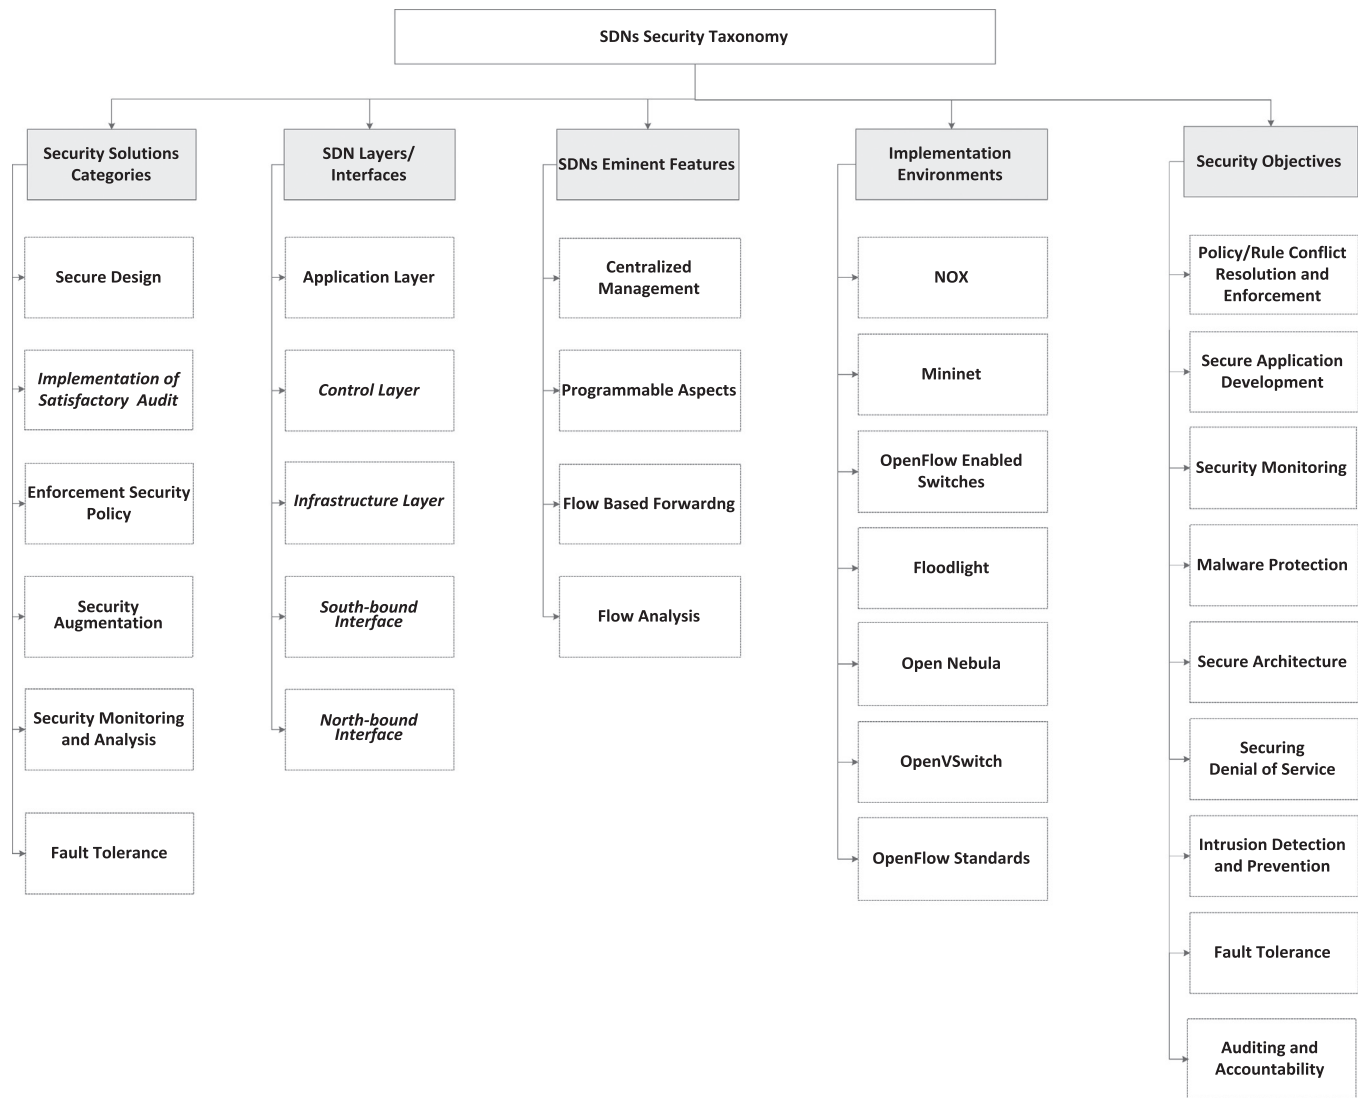 SDNs Security Taxonomy
Security Solutions
Categories
Secure Design
Implementation of
Satisfactory Audit
Enforcement Security
Policy
Security
Augmentation
Security Monitoring
and Analysis
Fault Tolerance
SDN Layers/
Interfaces
Application Layer
Control Layer
Infrastructure Layer
South-bound
Interface
North-bound
Interface
SDNs Eminent Features
Centralized
Management
Programmable Aspects
Flow Based Forwardng
Flow Analysis
Implementation
Environments
NOX
Mininet
OpenFlow Enabled
Switches
Floodlight
Open Nebula
OpenVSwitch
OpenFlow Standards
Security Objectives
Policy/Rule Conflict
Resolution and
Enforcement
Secure Application
Development
Security Monitoring
Malware Protection
Secure Architecture
Securing
Denial of Service
Intrusion Detection
and Prevention
Fault Tolerance
Auditing and
Accountability